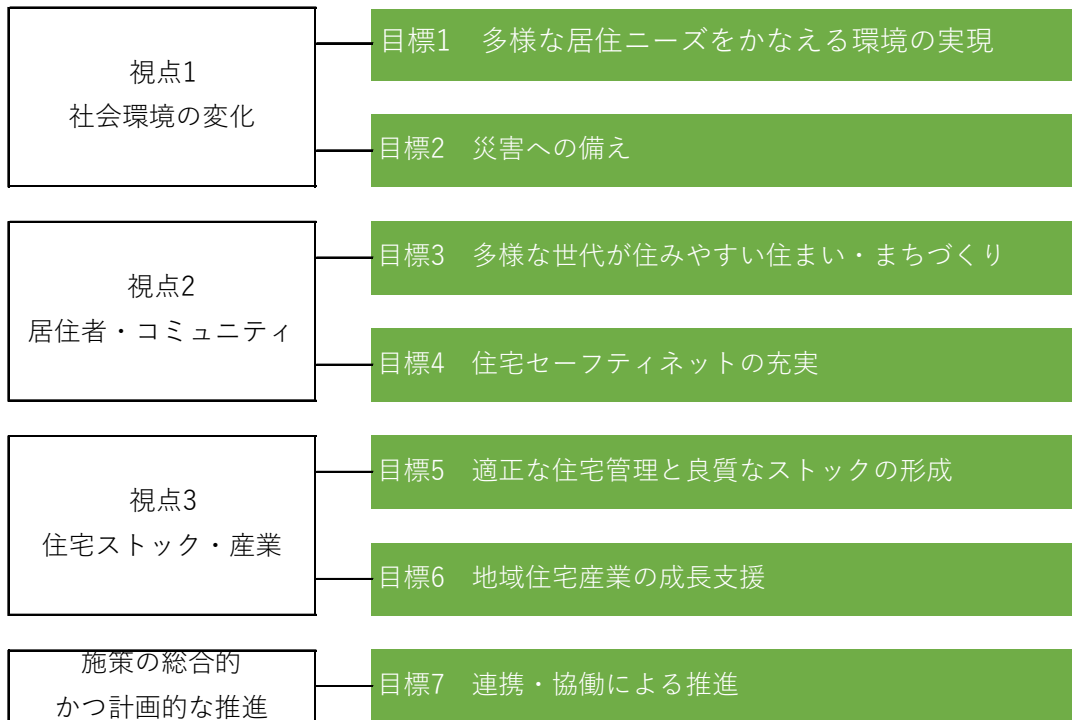 視点1
社会環境の変化
目標1　多様な居住ニーズをかなえる環境の実現
目標2　災害への備え
視点2
居住者・コミュニティ
目標3　多様な世代が住みやすい住まい・まちづくり
目標4　住宅セーフティネットの充実
視点3
住宅ストック・産業
目標5　適正な住宅管理と良質なストックの形成
目標6　地域住宅産業の成長支援
施策の総合的
かつ計画的な推進
目標7　連携・協働による推進